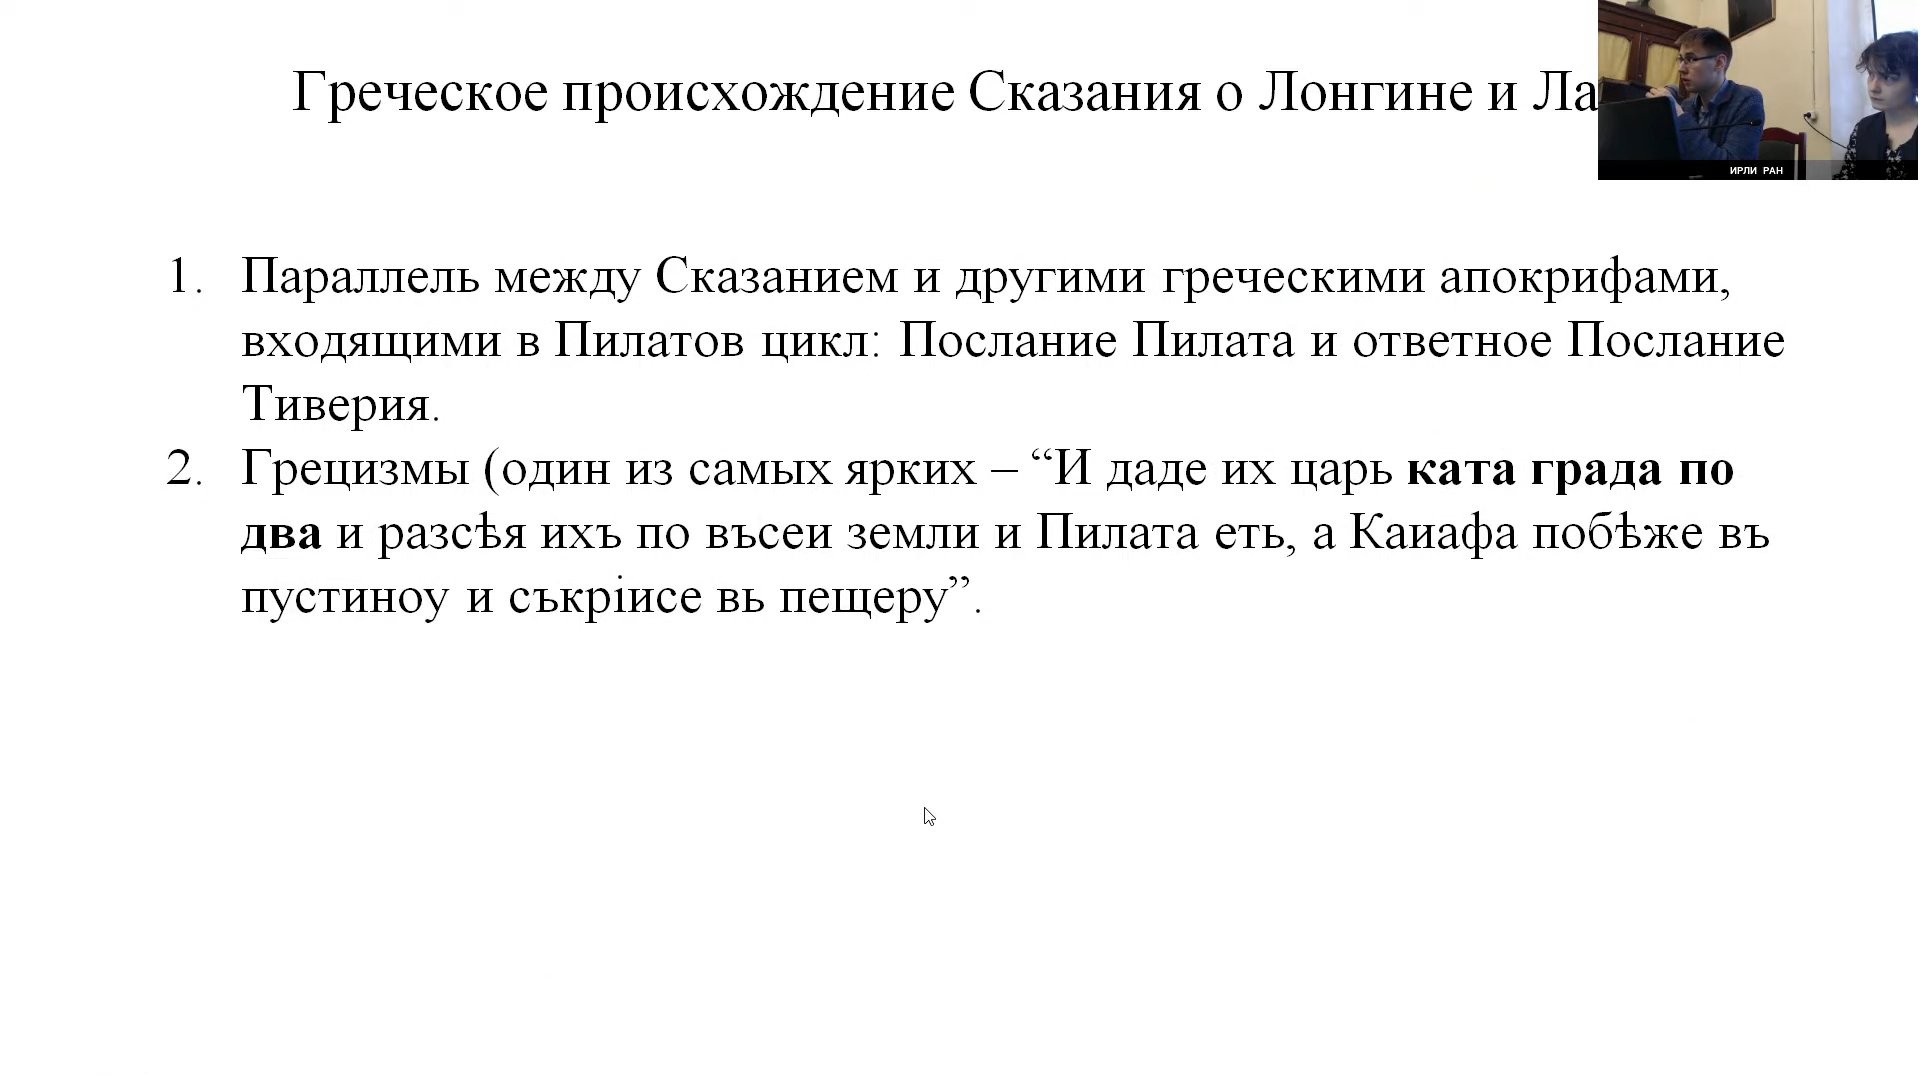 Греческое происхождение Сказания о Лонгине и Ла
ИРЛИ РАН
1. Параллель между Сказанием и другими греческими апокрифами,
входящими в Пилатов цикл: Послание Пилата и ответное Послание
Тиверия.
2. Грецизмы (один из самых ярких – “И даде их царь ката града по
два и разсѣя ихъ по въсеи земли и Пилата еть, а Каиафа побѣже въ
пустиноу и съкріисе вь пещеру”.